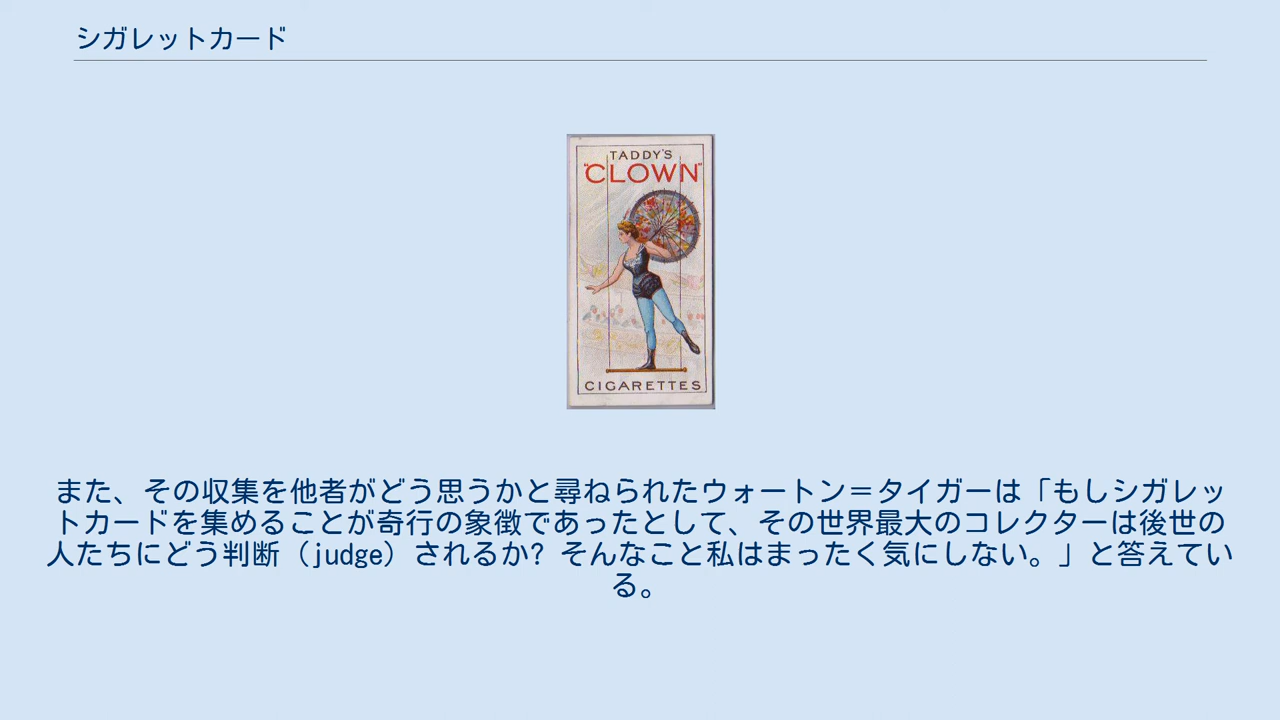 シガレットカード
TADDY'S
"CLOWN"
CIGARETTES
また、その収集を他者がどう思うかと尋ねられたウォートン＝タイガーは「もしシガレッ
トカードを集めることが奇行の象徴であったとして、その世界最大のコレクターは後世の
人たちにどう判断（judge）されるか? そんなこと私はまったく気にしない。」と答えてい
る。